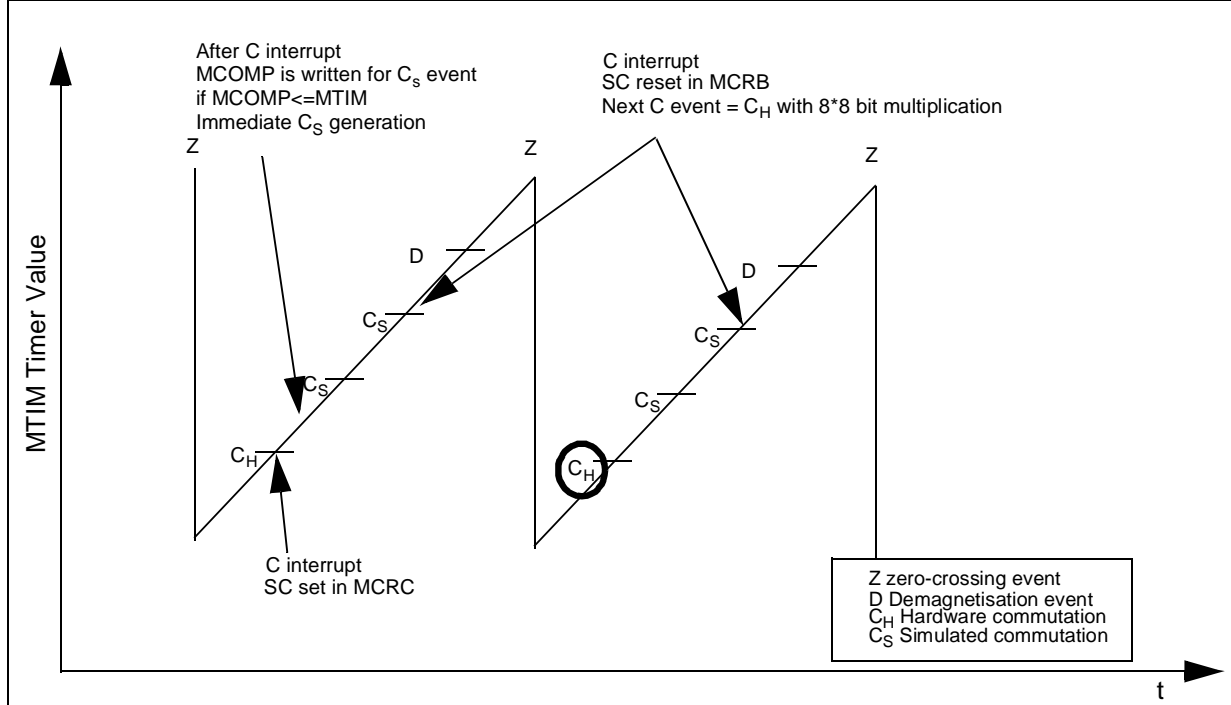 After C interrupt
MCOMP is written for CS event
if MCOMP<=MTIM
Immediate CS generation
C interrupt
SC reset in MCRB
Next C event = CH with 8*8 bit multiplication
Z
Z
Z
D
D
CS
CS
CS
CS
CH
CH
MTIM Timer Value
C interrupt
SC set in MCRC
Z zero-crossing event
D Demagnetisation event
CH Hardware commutation
CS Simulated commutation
t